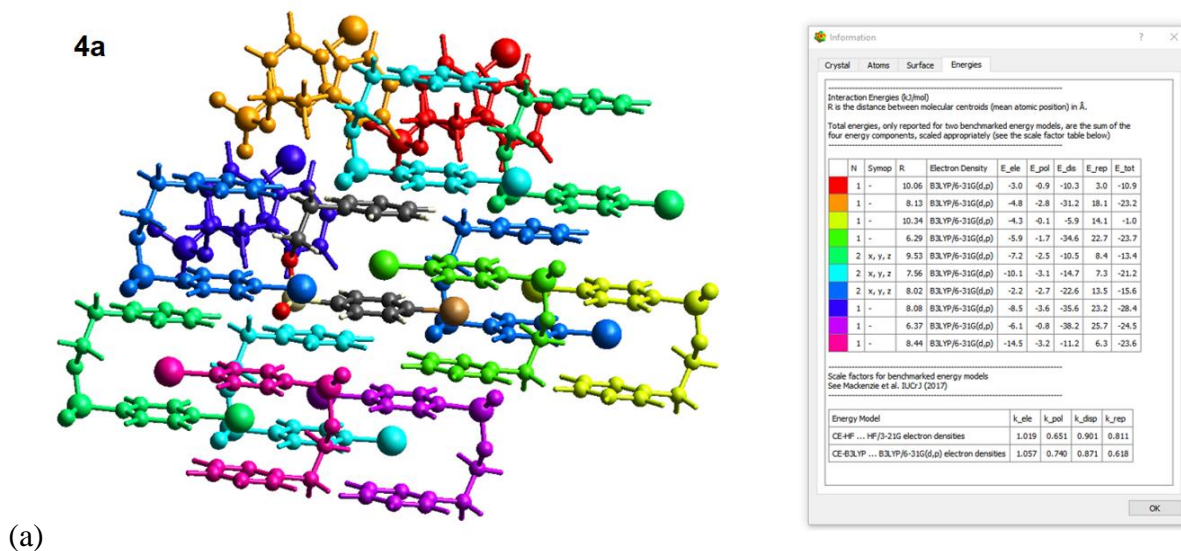 4a
Information
? ×
Crystal Atoms Surface Energies
Interaction Energies (kJ/mol)
R is the distance between molecular centroids (mean atomic position) in Å.
Total energies, only reported for two benchmarked energy models, are the sum of the
four energy components, scaled appropriately (see the scale factor table below)
N Symop R Electron Density E_ele E_pol E_dis E_rep E_tot
1 - 10.06 B3LYP/6-31G(d,p) -3.0 -0.9 -10.3 3.0 -10.9
1 - 8.13 B3LYP/6-31G(d,p) -4.8 -2.8 -31.2 18.1 -23.2
1 - 10.34 B3LYP/6-31G(d,p) -4.3 -0.1 -5.9 14.1 -1.0
1 - 6.29 B3LYP/6-31G(d,p) -5.9 -1.7 -34.6 22.7 -23.7
2 x, y, z 9.53 B3LYP/6-31G(d,p) -7.2 -2.5 -10.5 8.4 -13.4
2 x, y, z 7.56 B3LYP/6-31G(d,p) -10.1 -3.1 -14.7 7.3 -21.2
2 x, y, z 8.02 B3LYP/6-31G(d,p) -2.2 -2.7 -22.6 13.5 -15.6
1 - 8.08 B3LYP/6-31G(d,p) -8.5 -3.6 -35.6 23.2 -28.4
1 - 6.37 B3LYP/6-31G(d,p) -6.1 -0.8 -38.2 25.7 -24.5
1 - 8.44 B3LYP/6-31G(d,p) -14.5 -3.2 -11.2 6.3 -23.6
Scale factors for benchmarked energy models
See Mackenzie et al. IUCrJ (2017)
Energy Model k_ele k_pol k_disp k_rep
CE-HF ... HF/3-21G electron densities 1.019 0.651 0.901 0.811
CE-B3LYP ... B3LYP/6-31G(d,p) electron densities 1.057 0.740 0.871 0.618
OK
(a)